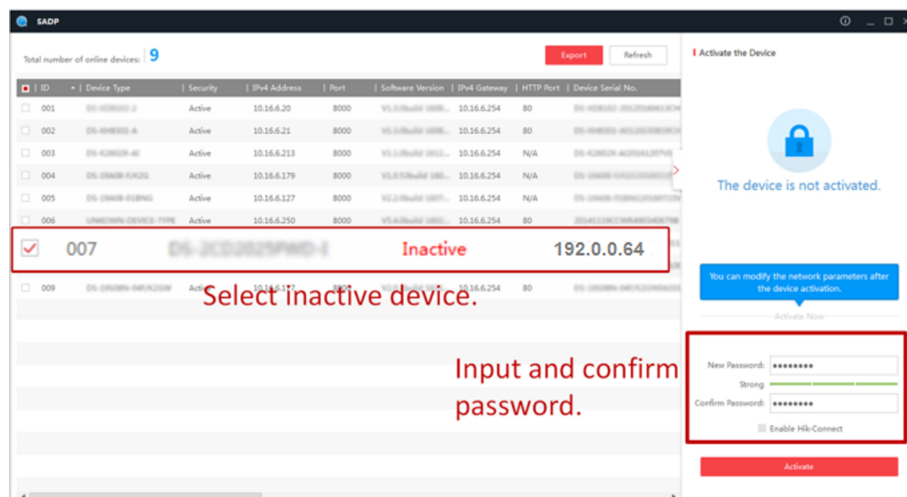 SADP
Total number of online devices: 9
Export
Refresh
ID | Device Type | Security | IPv4 Address | Port | Software Version | IPv4 Gateway | HTTP Port | Device Serial No.
001 Active 10.16.6.20 8000 10.16.6.254 80
002 Active 10.16.6.21 8000 10.16.6.254 80
003 Active 10.16.6.213 8000 10.16.6.254 N/A
004 Active 10.16.6.179 8000 10.16.6.254 N/A
005 Active 10.16.6.127 8000 10.16.6.254 N/A
006 Active 10.16.6.250 8000 10.16.6.254 80
007 Inactive 192.0.0.64
009 Active 8000 10.16.6.254 80
Select inactive device.
Input and confirm
password.
Activate the Device
The device is not activated.
You can modify the network parameters after
the device activation.
Activate Now
New Password:
Strong
Confirm Password:
Enable Hik-Connect
Activate